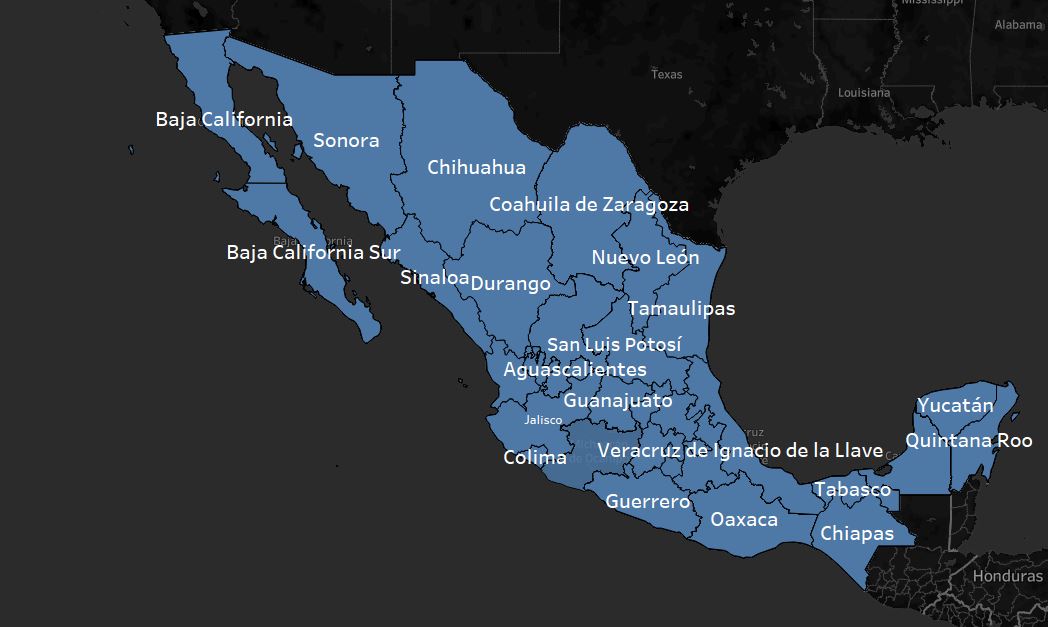 Mississippi
Alabama
Texas
Louisiana
Baja California
Sonora
Chihuahua
Coahuila de Zaragoza
Baja California Sur
Nuevo León
Sinaloa
Durango
Tamaulipas
San Luis Potosí
Aguascalientes
Guanajuato
Jalisco
Yucatán
Quintana Roo
Colima
Veracruz de Ignacio de la Llave
Guerrero
Tabasco
Oaxaca
Chiapas
Honduras